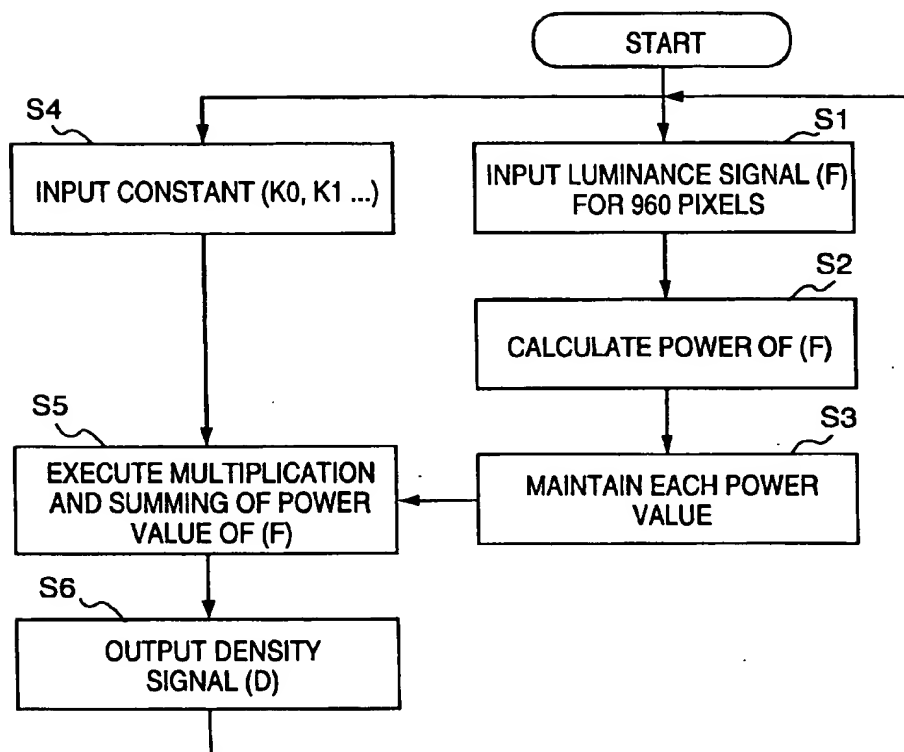 START
S4
INPUT CONSTANT (K0, K1 ...)
S1
INPUT LUMINANCE SIGNAL (F)
FOR 960 PIXELS
S2
CALCULATE POWER OF (F)
S5
EXECUTE MULTIPLICATION
AND SUMMING OF POWER
VALUE OF (F)
S3
MAINTAIN EACH POWER
VALUE
S6
OUTPUT DENSITY
SIGNAL (D)